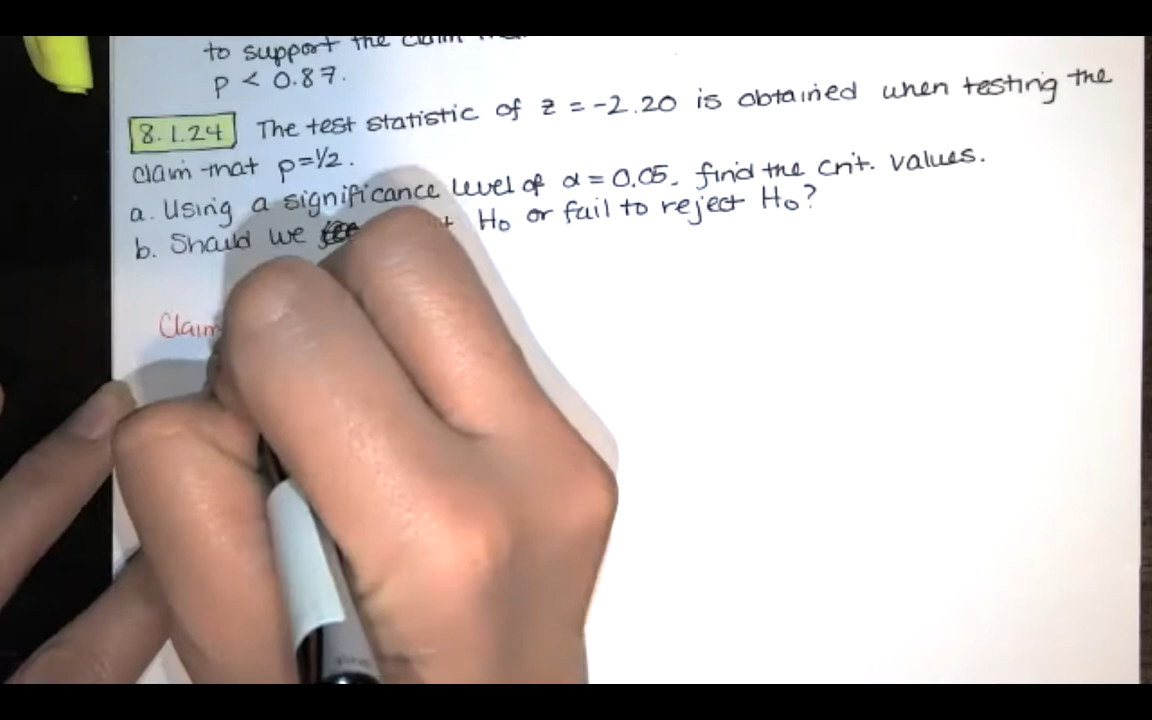 to support the claim
P < 0.87.
8.1.24 The test statistic of z = -2.20 is obtained when testing the
claim that p=1/2.
a. Using a significance level of α = 0.05. find the crit. values.
b. Should we H₀ or fail to reject H₀?
Claim